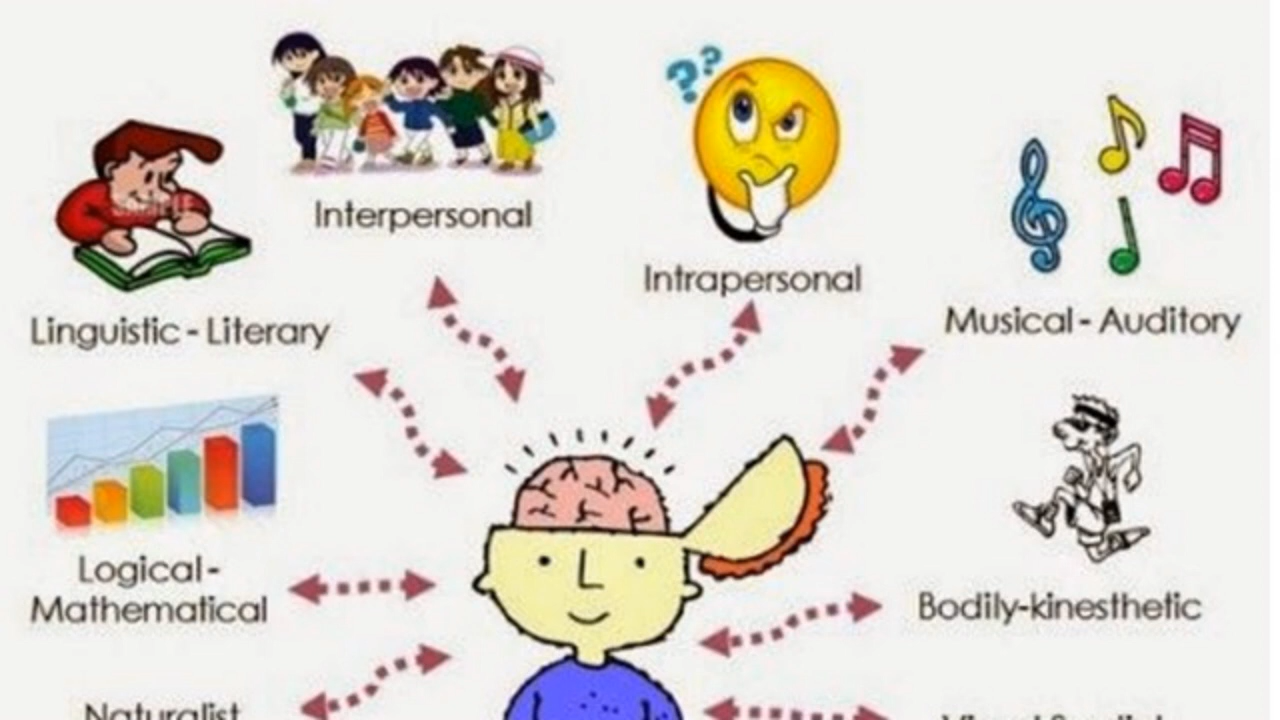 Interpersonal
Intrapersonal
Linguistic - Literary
Musical - Auditory
Logical -
Mathematical
Bodily-kinesthetic
Naturalist